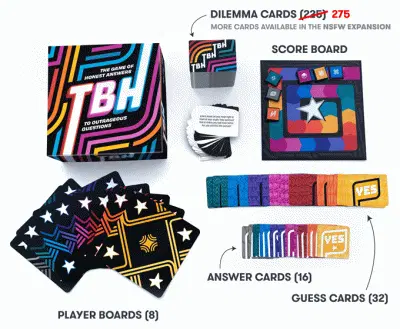 DILEMMA CARDS (225) 275
MORE CARDS AVAILABLE IN THE NSFW EXPANSION
SCORE BOARD
THE GAME OF
HONEST ANSWERS
TBH
TO OUTRAGEOUS
QUESTIONS
TBH
TBH
YES
YES
ANSWER CARDS (16)
GUESS CARDS (32)
PLAYER BOARDS (8)